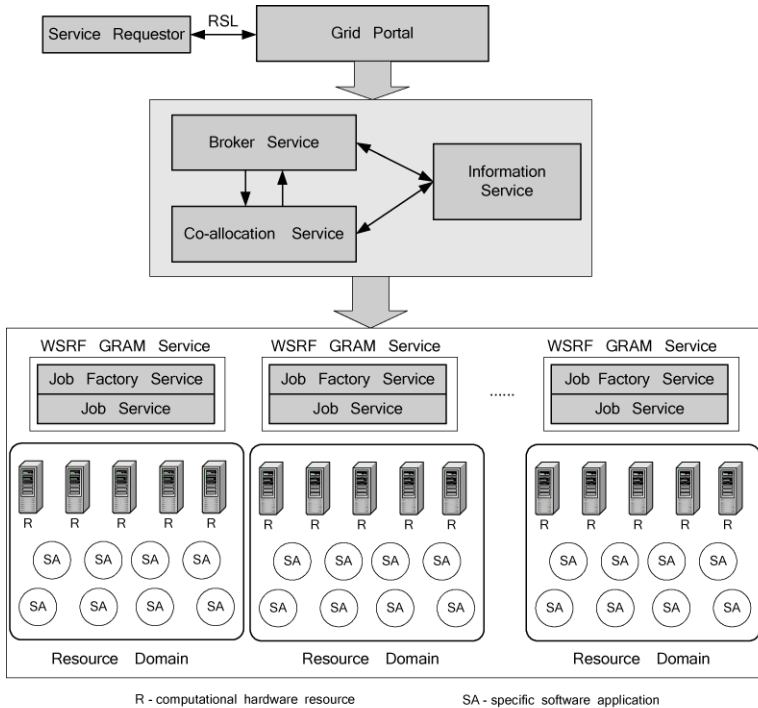 Service Requestor
RSL
Grid Portal
Broker Service
Information
Service
Co-allocation Service
WSRF GRAM Service
WSRF GRAM Service
WSRF GRAM Service
Job Factory Service
Job Factory Service
Job Factory Service
Job Service
Job Service
......
Job Service
R R R R R
R R R R R
R R R R R
SA SA SA SA
SA SA SA SA
SA SA SA SA
SA SA SA SA
SA SA SA SA
SA SA SA SA
Resource Domain
Resource Domain
Resource Domain
R - computational hardware resource
SA - specific software application